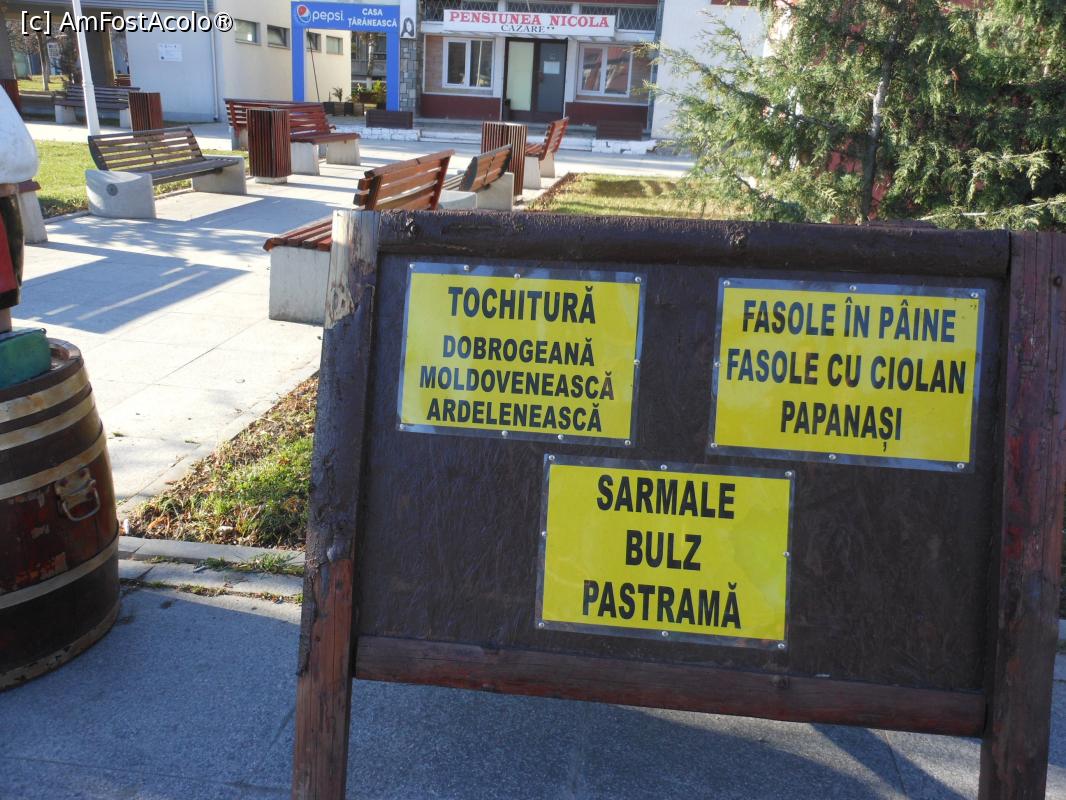 [c] AmFostAcolo®
pepsi
CASA
ȚĂRĂNEASCĂ
PENSIUNEA NICOLA
CAZARE**
TOCHITURĂ
DOBROGEANĂ
MOLDOVENEASCĂ
ARDELENEASCĂ
FASOLE ÎN PÂINE
FASOLE CU CIOLAN
PAPANAȘI
SARMALE
BULZ
PASTRAMĂ